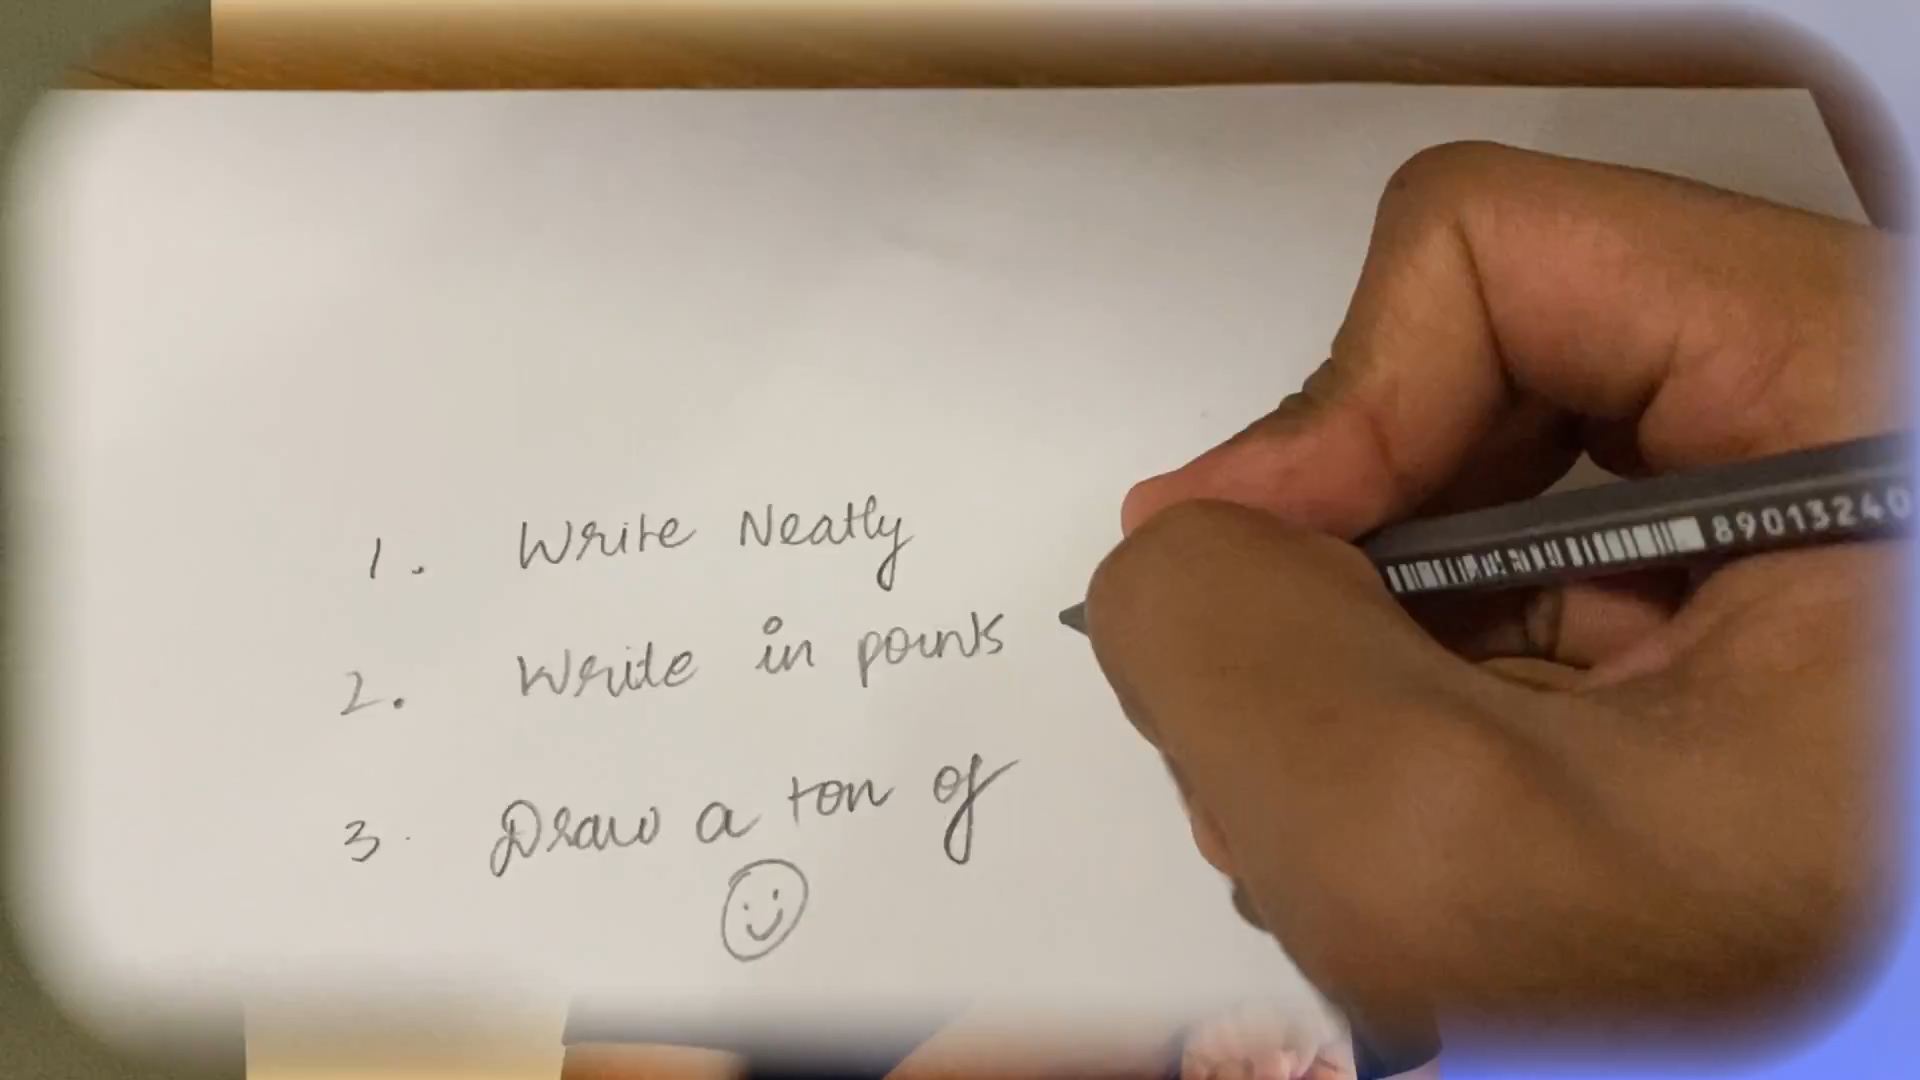 1. Write Neatly
2. Write in points
3. Draw a ton of
89013240